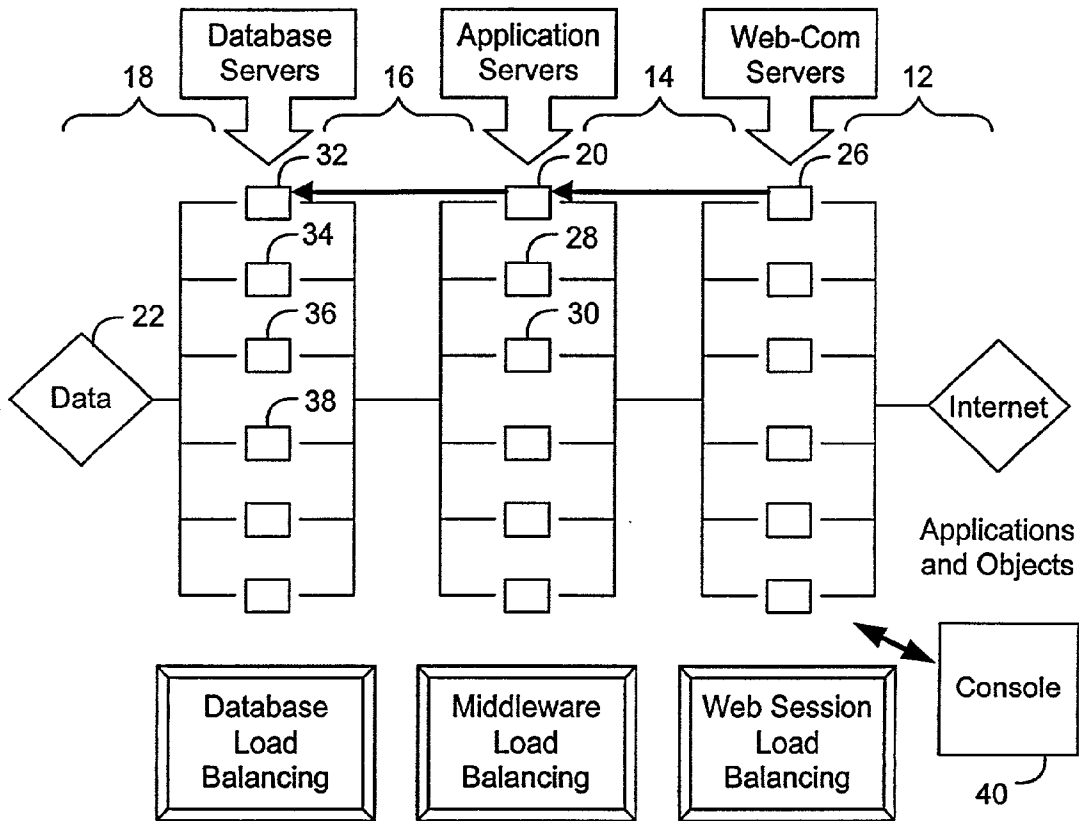 Database
Servers
Application
Servers
Web-Com
Servers
18
16
14
12
32
20
26
34
28
22
36
30
Data
38
Internet
Applications
and Objects
Database
Load
Balancing
Middleware
Load
Balancing
Web Session
Load
Balancing
Console
40